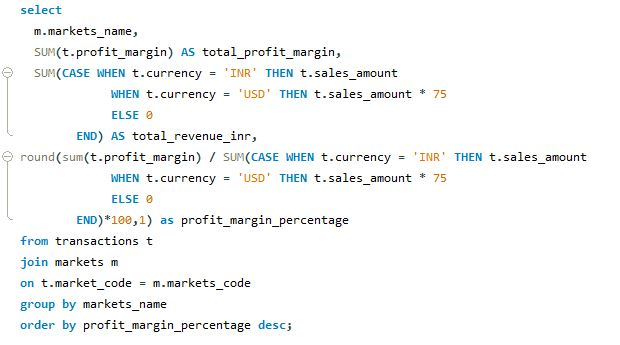 select
m.markets_name,
SUM(t.profit_margin) AS total_profit_margin,
SUM(CASE WHEN t.currency = 'INR' THEN t.sales_amount
WHEN t.currency = 'USD' THEN t.sales_amount * 75
ELSE 0
END) AS total_revenue_inr,
round(sum(t.profit_margin) / SUM(CASE WHEN t.currency = 'INR' THEN t.sales_amount
WHEN t.currency = 'USD' THEN t.sales_amount * 75
ELSE 0
END)*100,1) as profit_margin_percentage
from transactions t
join markets m
on t.market_code = m.markets_code
group by markets_name
order by profit_margin_percentage desc;